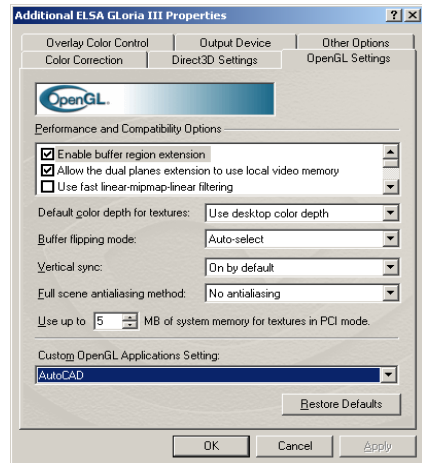 Additional ELSA GLoria III Properties
Overlay Color Control Output Device Other Options
Color Correction Direct3D Settings OpenGL Settings
OpenGL.
Performance and Compatibility Options
Enable buffer region extension
Allow the dual planes extension to use local video memory
Use fast linear-mipmap-linear filtering
Default color depth for textures: Use desktop color depth
Buffer flipping mode: Auto-select
Vertical sync: On by default
Full scene antialiasing method: No antialiasing
Use up to 5 MB of system memory for textures in PCI mode.
Custom OpenGL Applications Setting:
AutoCAD
Restore Defaults
OK Cancel Apply